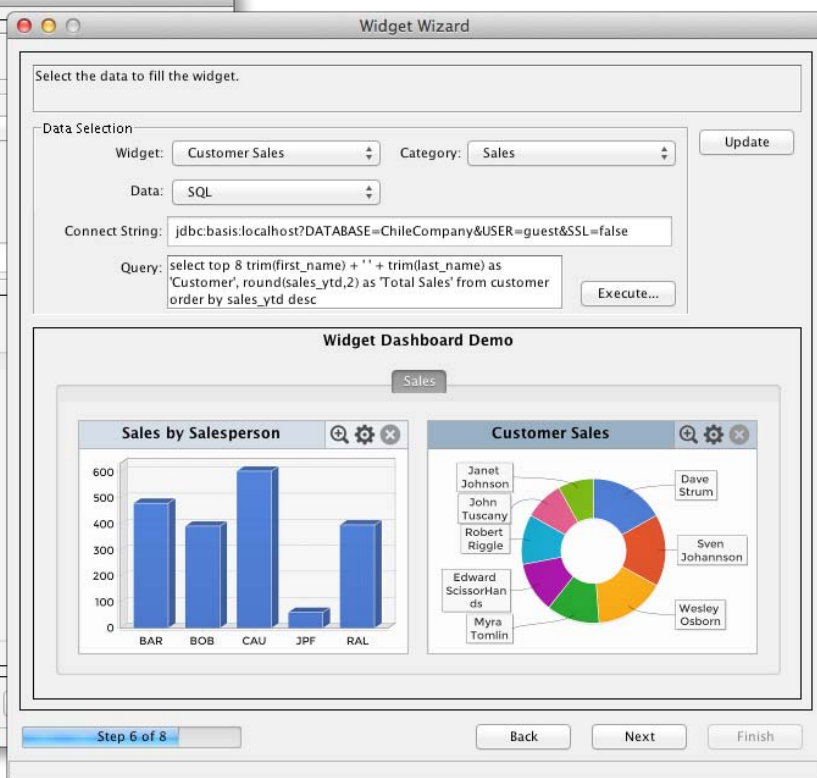 Widget Wizard
Select the data to fill the widget.
Data Selection
Widget: Customer Sales Category: Sales
Update
Data: SQL
Connect String: jdbc:basis:localhost?DATABASE=ChileCompany&USER=guest&SSL=false
Query: select top 8 trim(first_name) + ' ' + trim(last_name) as
'Customer', round(sales_ytd,2) as 'Total Sales' from customer
order by sales_ytd desc
Execute...
Widget Dashboard Demo
Sales
Sales by Salesperson
600
500
400
300
200
100
0
BAR BOB CAU JPF RAL
Customer Sales
Janet
Johnson
John
Tuscany
Robert
Riggle
Edward
ScissorHan
ds
Myra
Tomlin
Dave
Strum
Sven
Johannson
Wesley
Osborn
Step 6 of 8
Back Next Finish